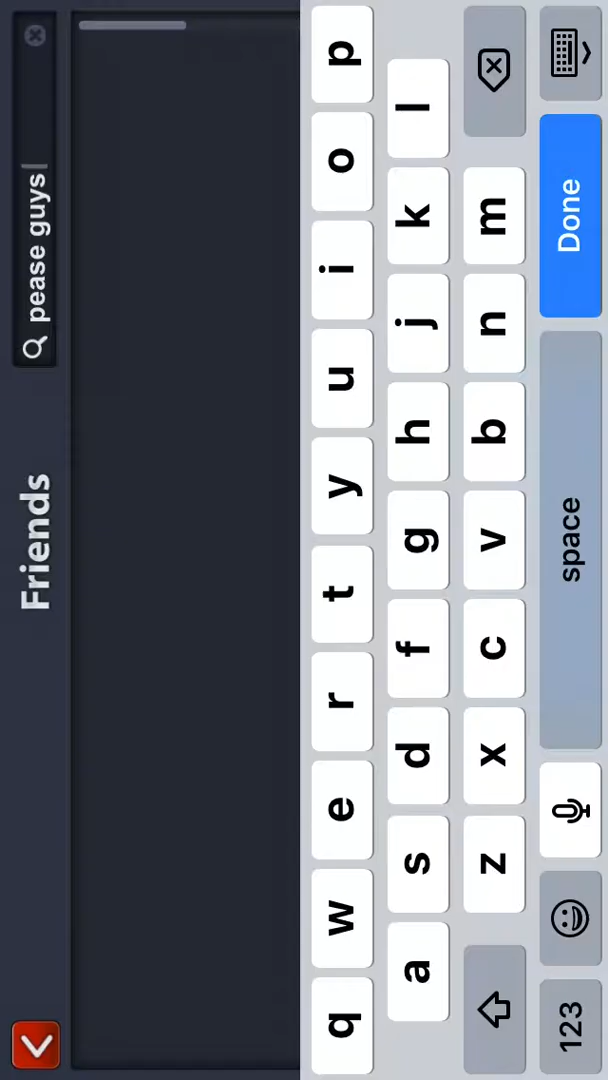 Friends
pease guys
q w e r t y u i o p
a s d f g h j k l
z x c v b n m
123 space Done